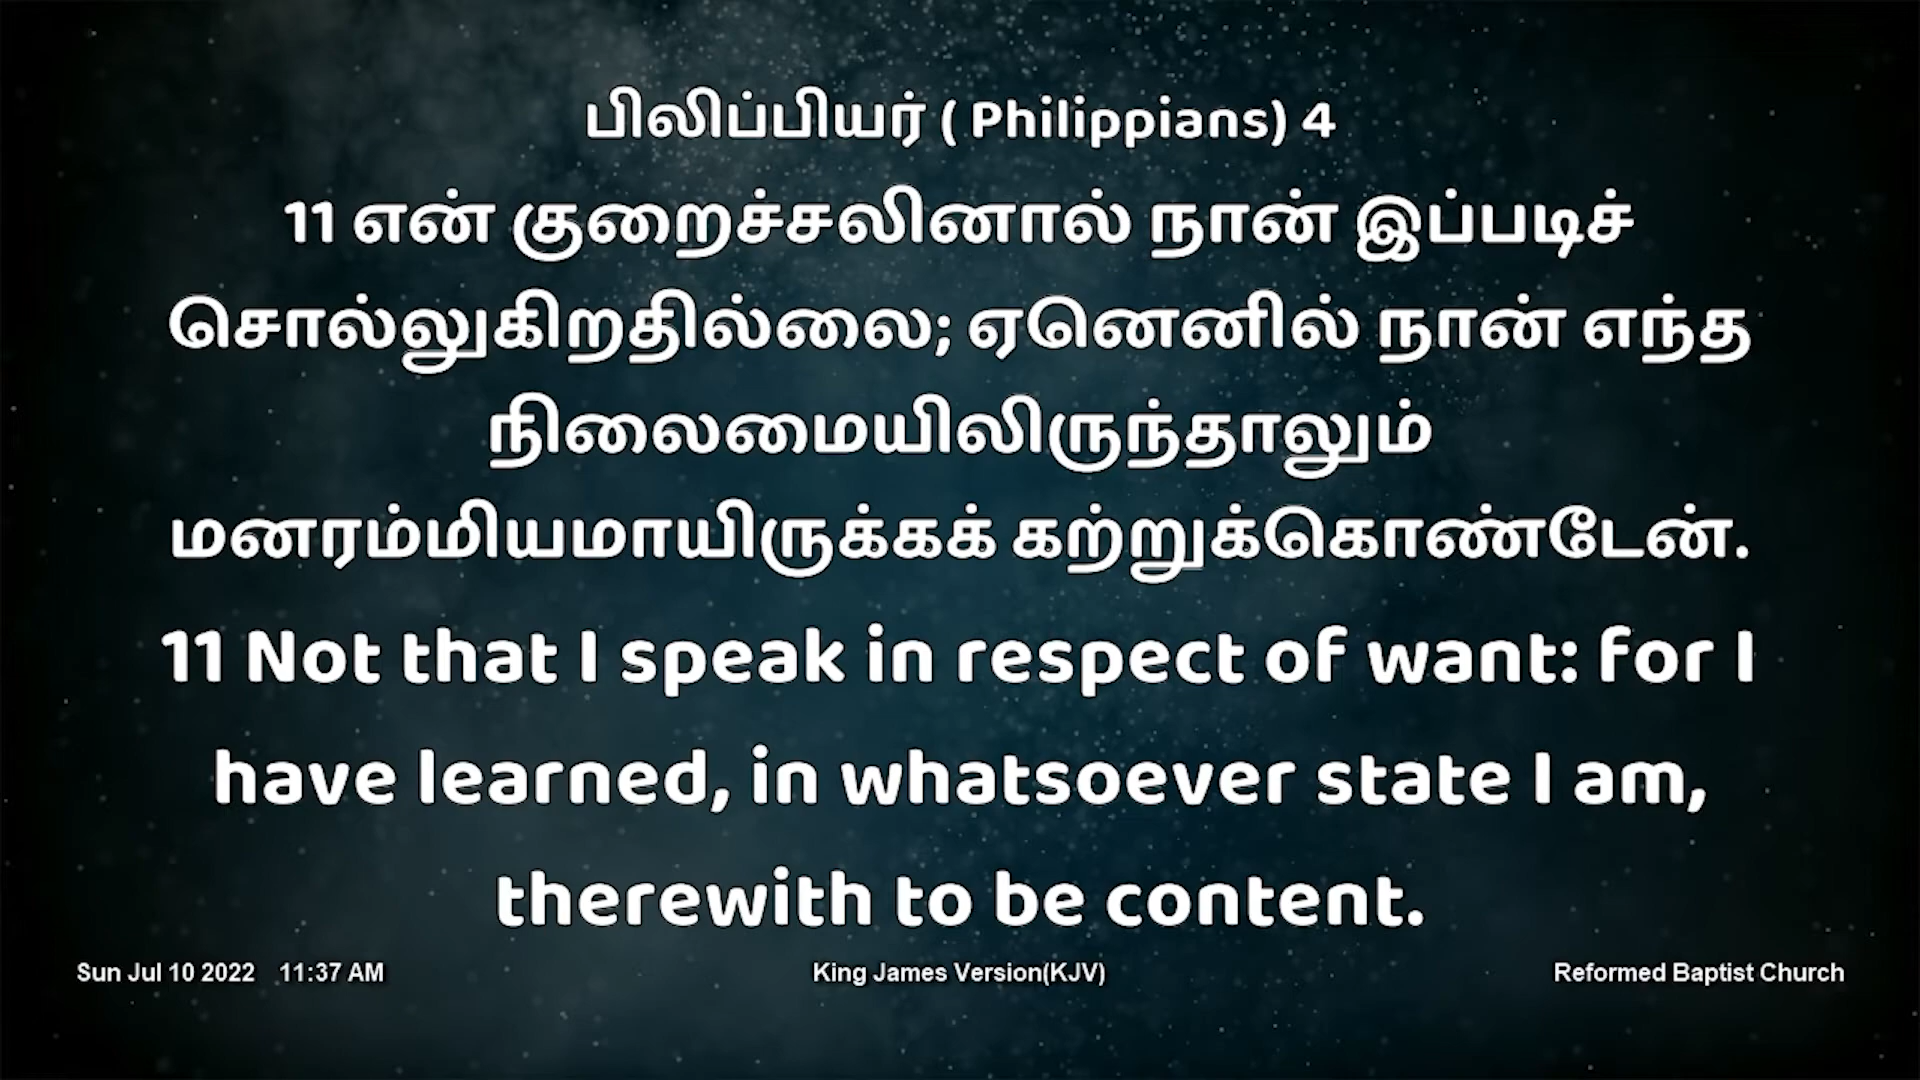 பிலிப்பியர் ( Philippians) 4
11 என் குறைச்சலினால் நான் இப்படிச்
சொல்லுகிறதில்லை; ஏனெனில் நான் எந்த
நிலைமையிலிருந்தாலும்
மனரம்மியமாயிருக்கக் கற்றுக்கொண்டேன்.
11 Not that I speak in respect of want: for I
have learned, in whatsoever state I am,
therewith to be content.
Sun Jul 10 2022 11:37 AM King James Version(KJV) Reformed Baptist Church